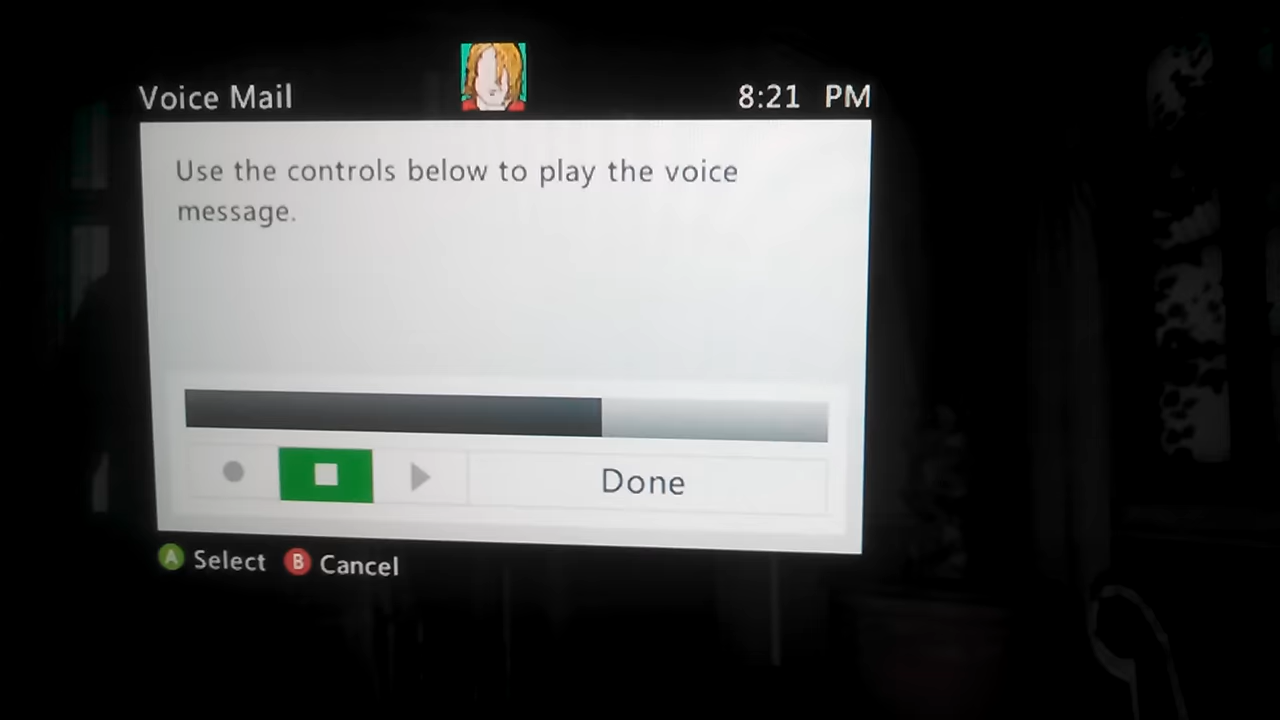 Voice Mail
8:21 PM
Use the controls below to play the voice
message.
Done
A Select B Cancel